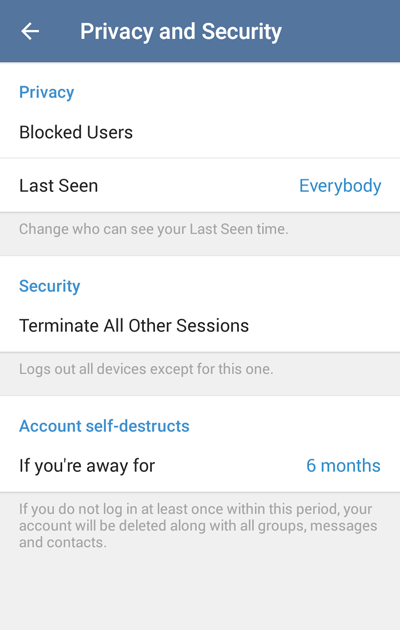 Privacy and Security
Privacy
Blocked Users
Last Seen Everybody
Change who can see your Last Seen time.
Security
Terminate All Other Sessions
Logs out all devices except for this one.
Account self-destructs
If you're away for 6 months
If you do not log in at least once within this period, your
account will be deleted along with all groups, messages
and contacts.